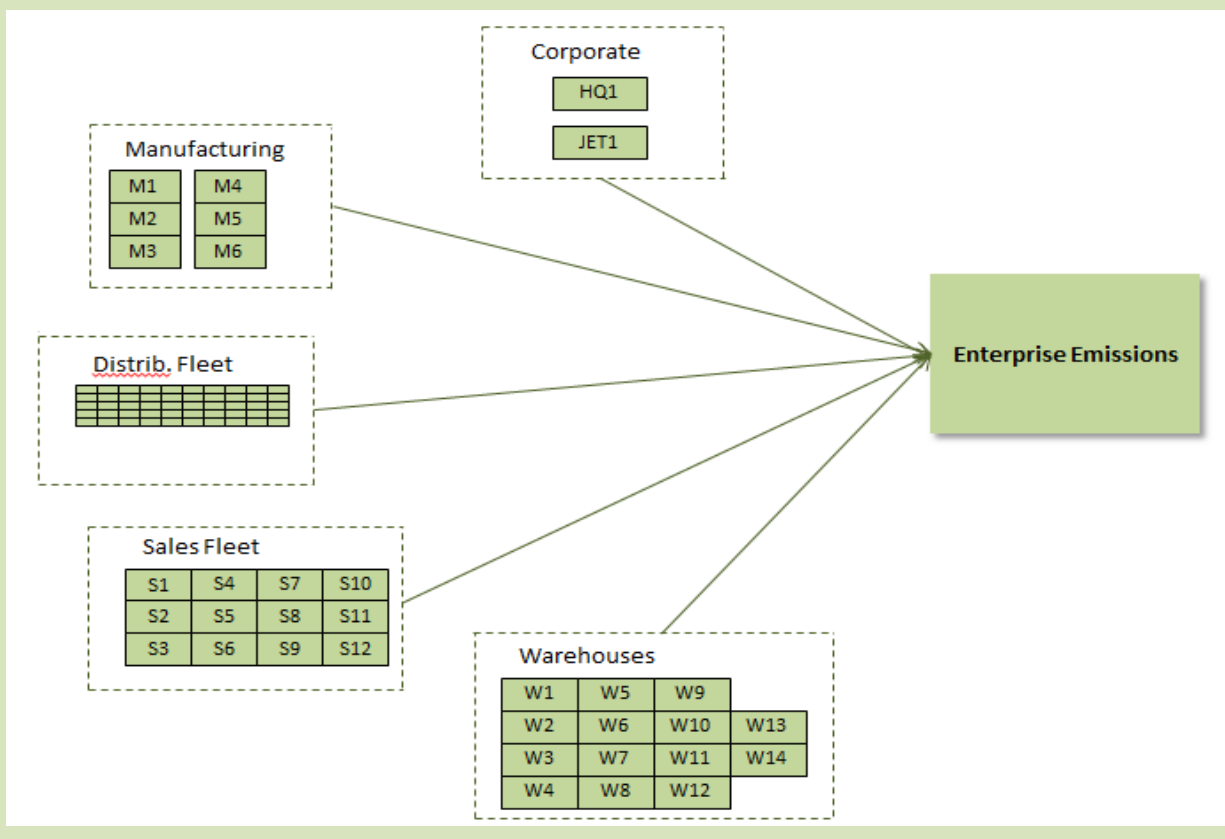 Corporate
HQ1
JET1
Manufacturing
M1 M4
M2 M5
M3 M6
Enterprise Emissions
Distrib. Fleet
Sales Fleet
S1 S4 S7 S10
S2 S5 S8 S11
S3 S6 S9 S12
Warehouses
W1 W5 W9
W2 W6 W10 W13
W3 W7 W11 W14
W4 W8 W12